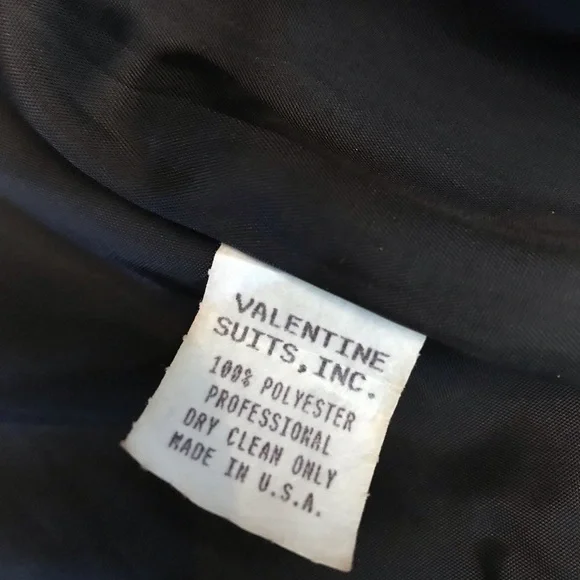 VALENTINE
SUITS, INC.
100% POLYESTER
PROFESSIONAL
DRY CLEAN ONLY
MADE IN U.S.A.